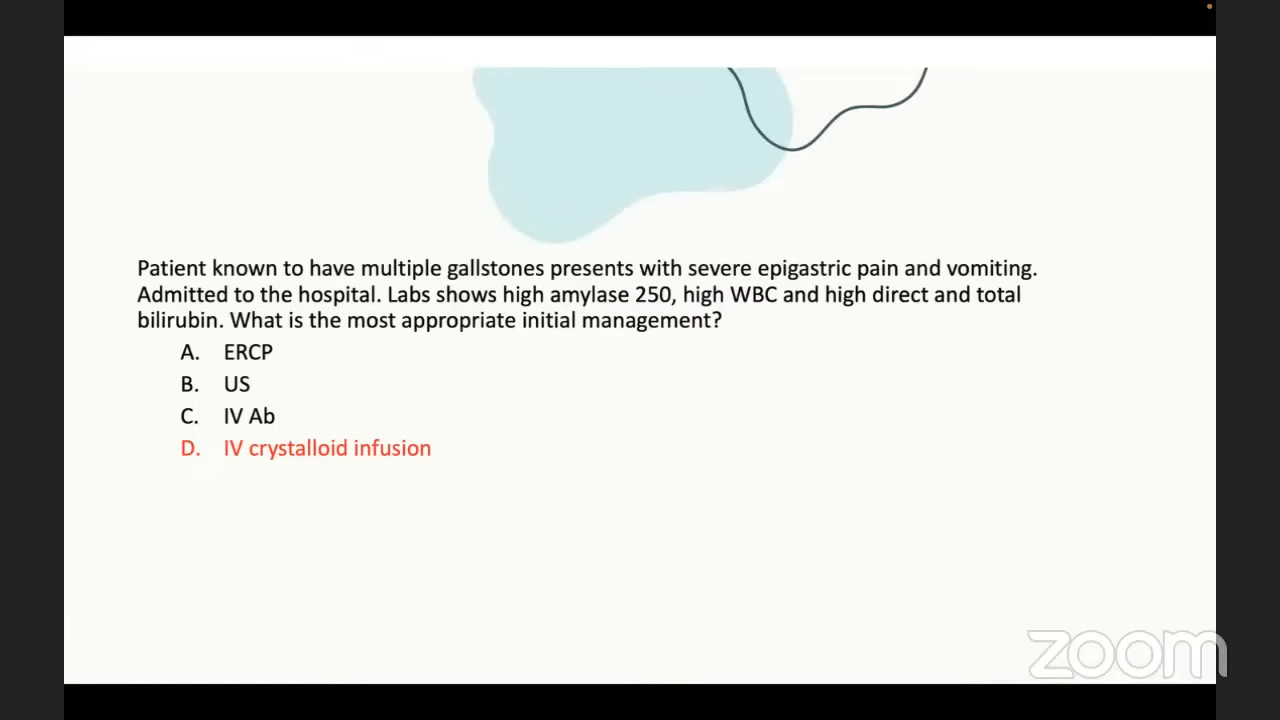 Patient known to have multiple gallstones presents with severe epigastric pain and vomiting.
Admitted to the hospital. Labs shows high amylase 250, high WBC and high direct and total
bilirubin. What is the most appropriate initial management?
A. ERCP
B. US
C. IV Ab
D. IV crystalloid infusion
zoom